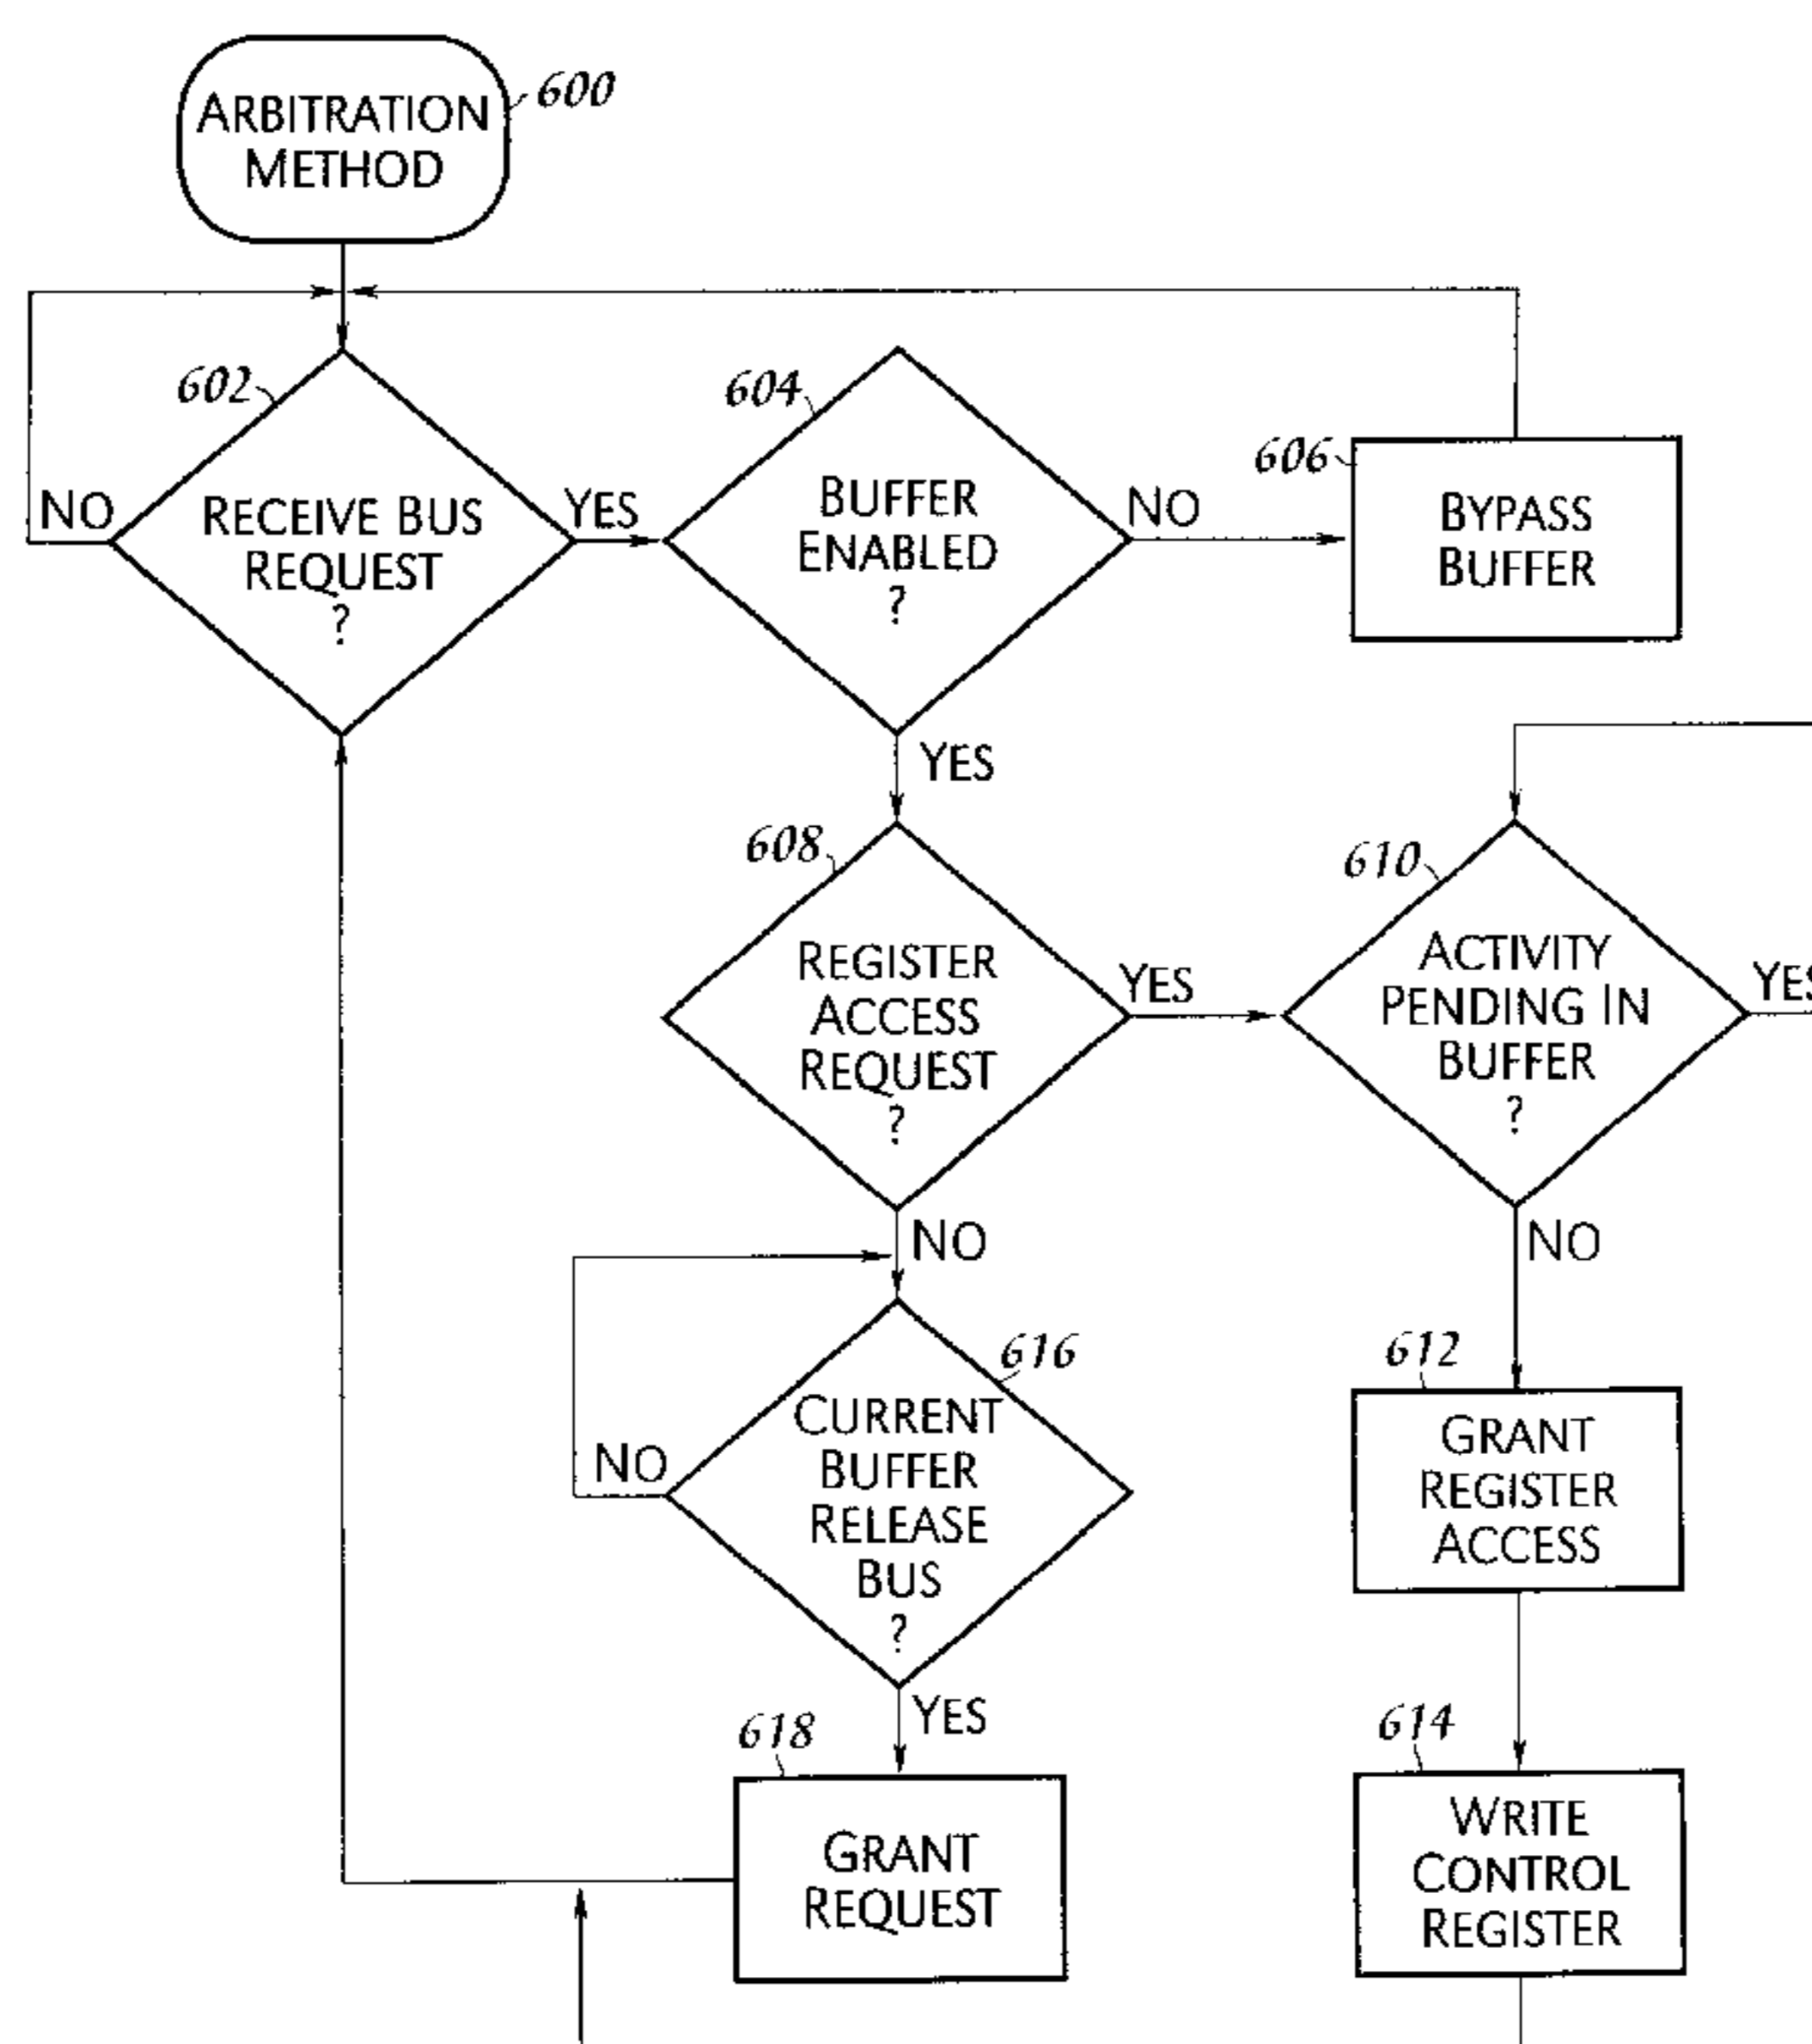 ARBITRATION
METHOD
600
602
NO
RECEIVE BUS
REQUEST
?
YES
604
BUFFER
ENABLED
?
NO
606
BYPASS
BUFFER
YES
608
REGISTER
ACCESS
REQUEST
?
YES
610
ACTIVITY
PENDING IN
BUFFER
?
YES
NO
NO
616
CURRENT
BUFFER
RELEASE
BUS
?
NO
612
GRANT
REGISTER
ACCESS
YES
618
GRANT
REQUEST
614
WRITE
CONTROL
REGISTER